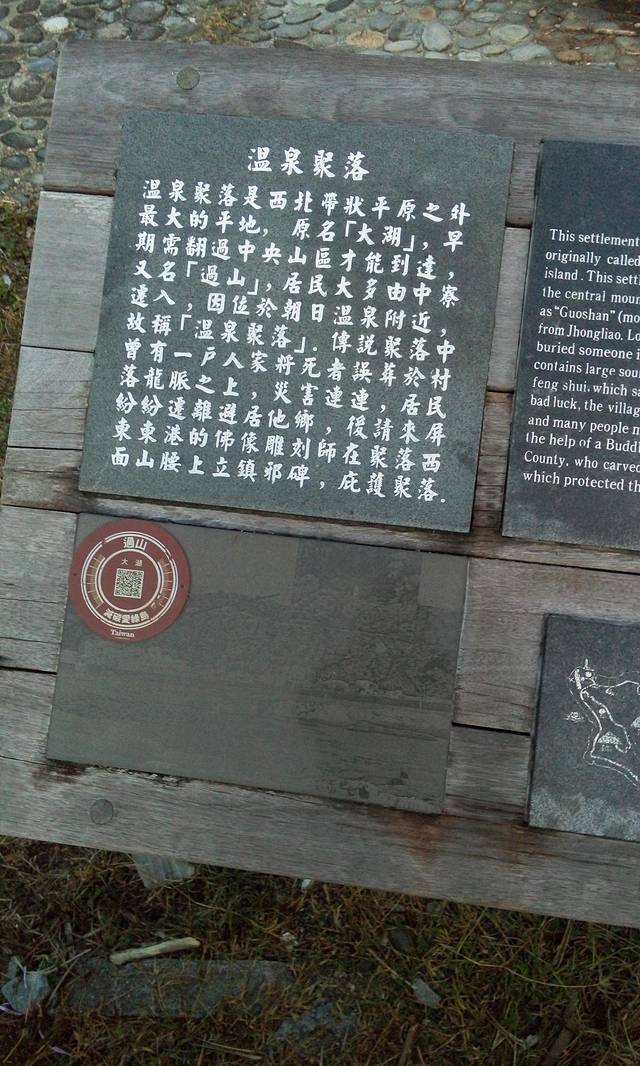 溫泉聚落
溫泉聚落是西北帶狀平原之外
最大的平地,原名「大湖」,早
期需翻過中央山區才能到達,
又名「過山」,居民大多由中寮
遷入,因位於朝日溫泉附近,
故稱「溫泉聚落」.傳說聚落中
曾有一戶人家,將死者誤葬於村
落龍脈之上,災害連連,居民
紛紛遷離避居他鄉,後請來屏
東東港的佛像雕刻師,在聚落西
面山腰上立鎮邪碑,庇護聚落.
This settlement
originally called
island. This settl
the central moun
as "Guoshan" (mo
from Jhongliao. Lo
buried someone i
contains large sou
feng shui, which sa
bad luck, the villag
and many people m
the help of a Buddh
County, who carved
which protected th
過山
大湖
Taiwan